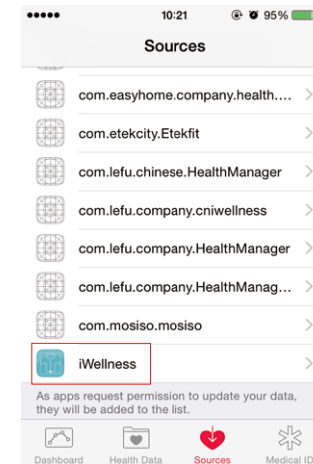 10:21
95%
Sources
com.easyhome.company.health....
com.etekcity.Etekfit
com.lefu.chinese.HealthManager
com.lefu.company.cniwellness
com.lefu.company.HealthManager
com.lefu.company.HealthManag...
com.mosiso.mosiso
iWellness
As apps request permission to update your data,
they will be added to the list.
Dashboard Health Data Sources Medical ID